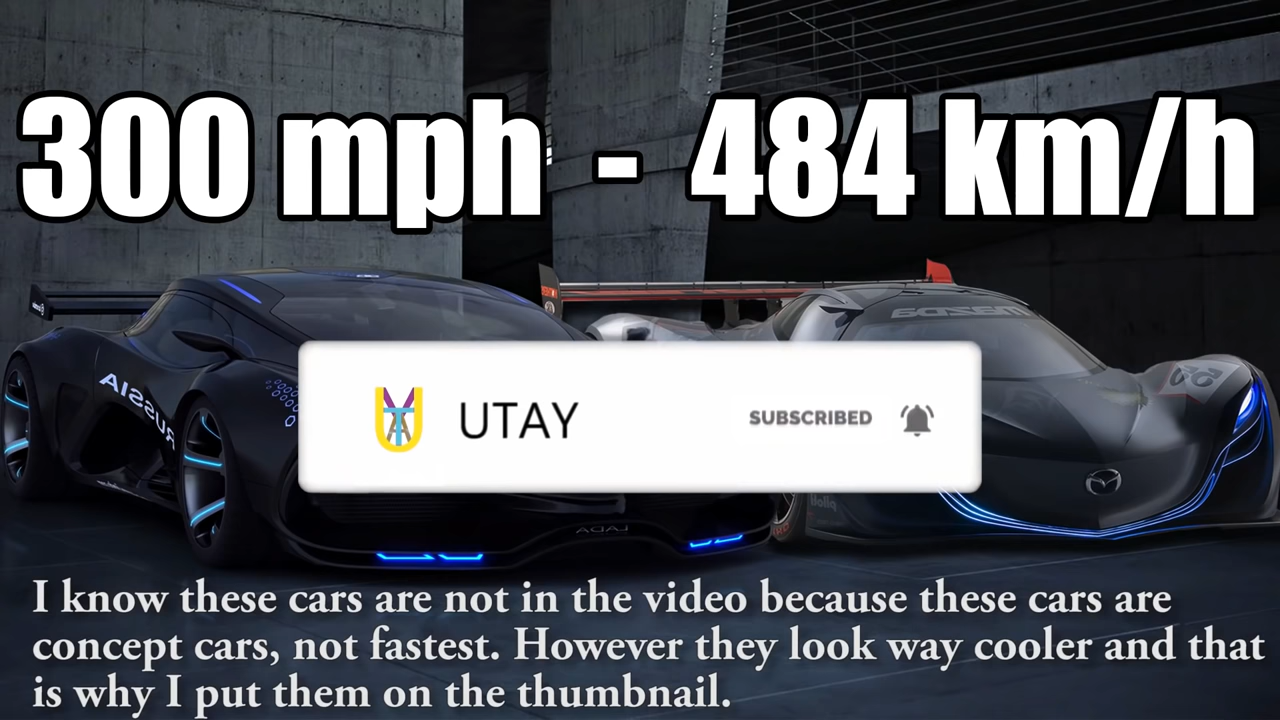 300 mph - 484 km/h
MAZDA
RUSSIA
55
UTAY
SUBSCRIBED
LADA
I know these cars are not in the video because these cars are
concept cars, not fastest. However they look way cooler and that
is why I put them on the thumbnail.